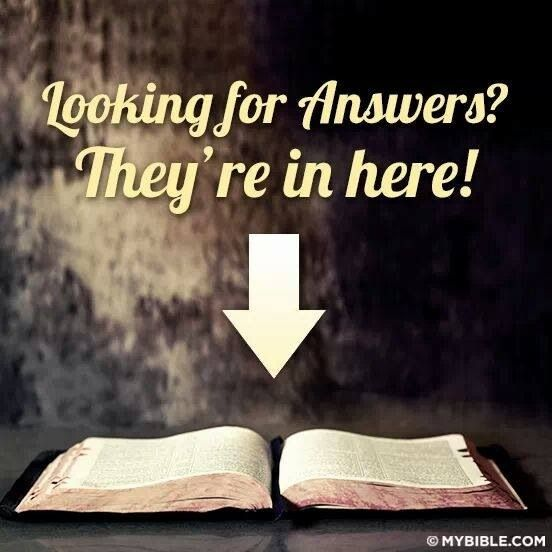 Looking for Answers?
They're in here!
© MYBIBLE.COM